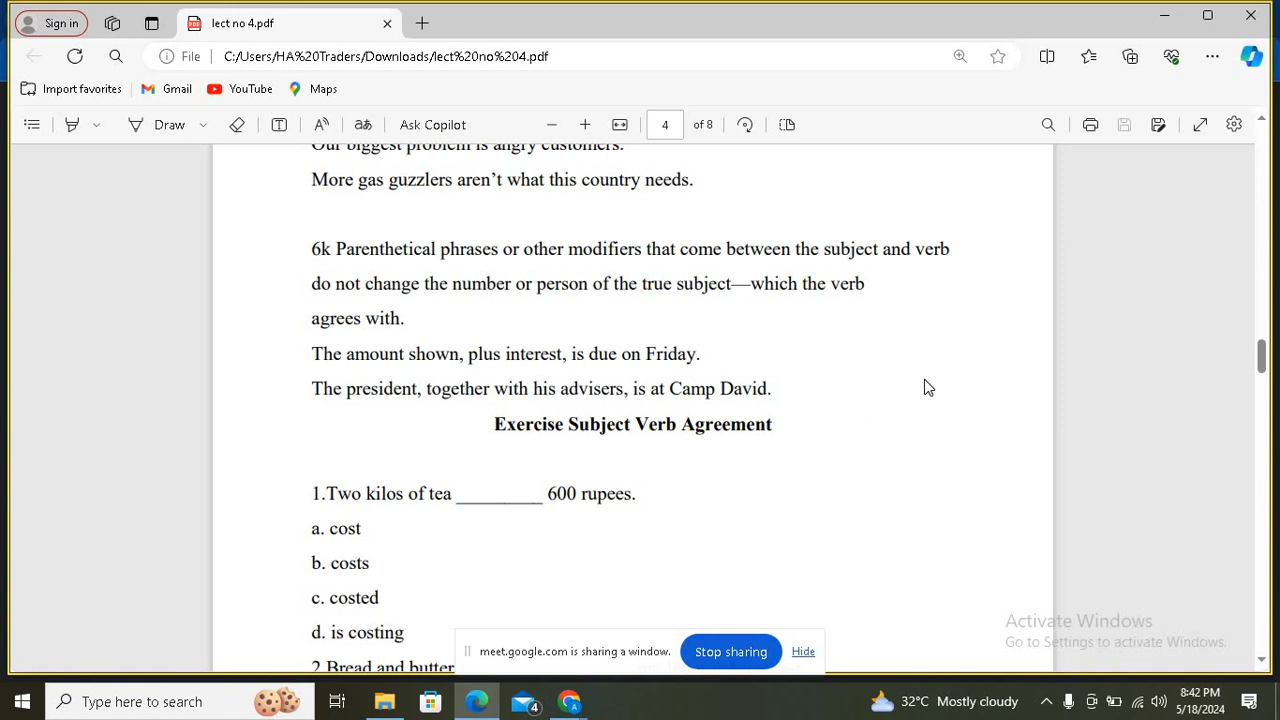 Sign in
lect no 4.pdf
File
C:/Users/HA%20Traders/Downloads/lect%20no%204.pdf
Import favorites
Gmail
YouTube
Maps
Draw
Ask Copilot
4 of 8
Our biggest problem is angry customers.
More gas guzzlers aren’t what this country needs.
6k Parenthetical phrases or other modifiers that come between the subject and verb
do not change the number or person of the true subject—which the verb
agrees with.
The amount shown, plus interest, is due on Friday.
The president, together with his advisers, is at Camp David.
Exercise Subject Verb Agreement
1.Two kilos of tea _________ 600 rupees.
a. cost
b. costs
c. costed
d. is costing
2.Bread and butter
Activate Windows
Go to Settings to activate Windows.
meet.google.com is sharing a window.
Stop sharing
Hide
Type here to search
4
32°C Mostly cloudy
8:42 PM
5/18/2024